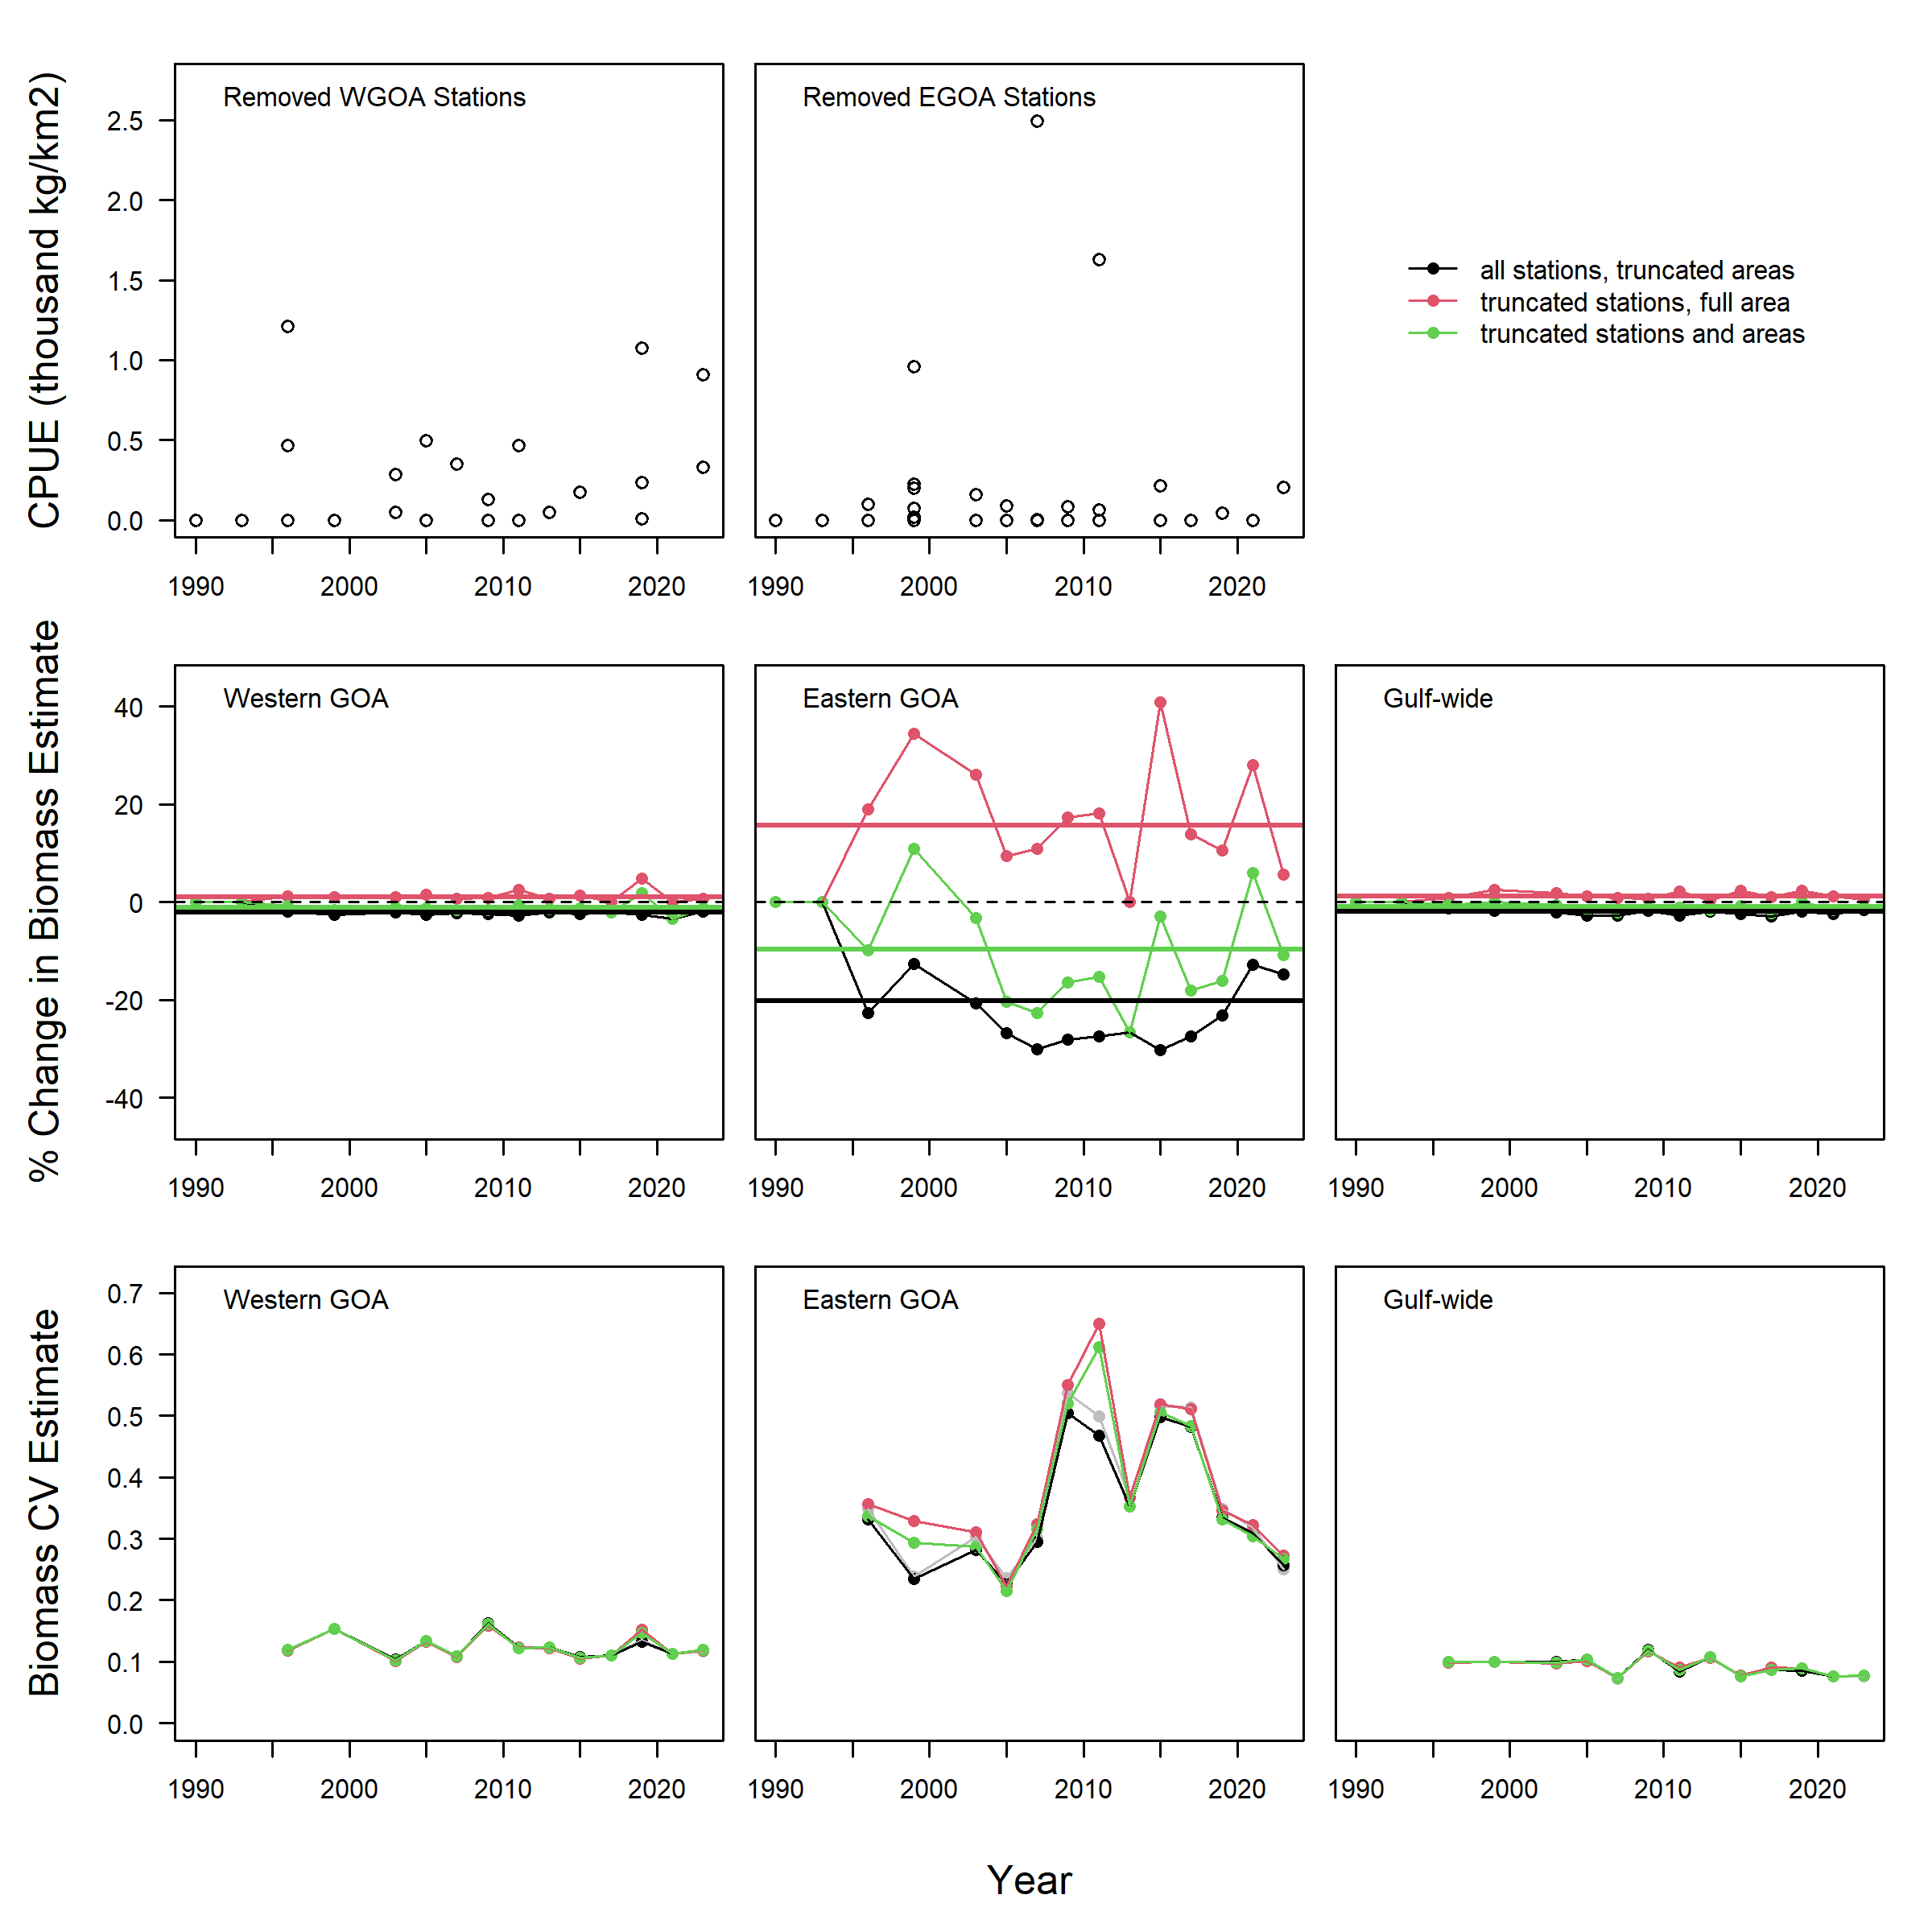 CPUE (thousand kg/km2)
Removed WGOA Stations
2.5
2.0
1.5
1.0
0.5
0.0
1990 2000 2010 2020
Removed EGOA Stations
1990 2000 2010 2020
all stations, truncated areas
truncated stations, full area
truncated stations and areas
% Change in Biomass Estimate
Western GOA
40
20
0
-20
-40
1990 2000 2010 2020
Eastern GOA
1990 2000 2010 2020
Gulf-wide
1990 2000 2010 2020
Biomass CV Estimate
Western GOA
0.7
0.6
0.5
0.4
0.3
0.2
0.1
0.0
1990 2000 2010 2020
Eastern GOA
1990 2000 2010 2020
Gulf-wide
1990 2000 2010 2020
Year